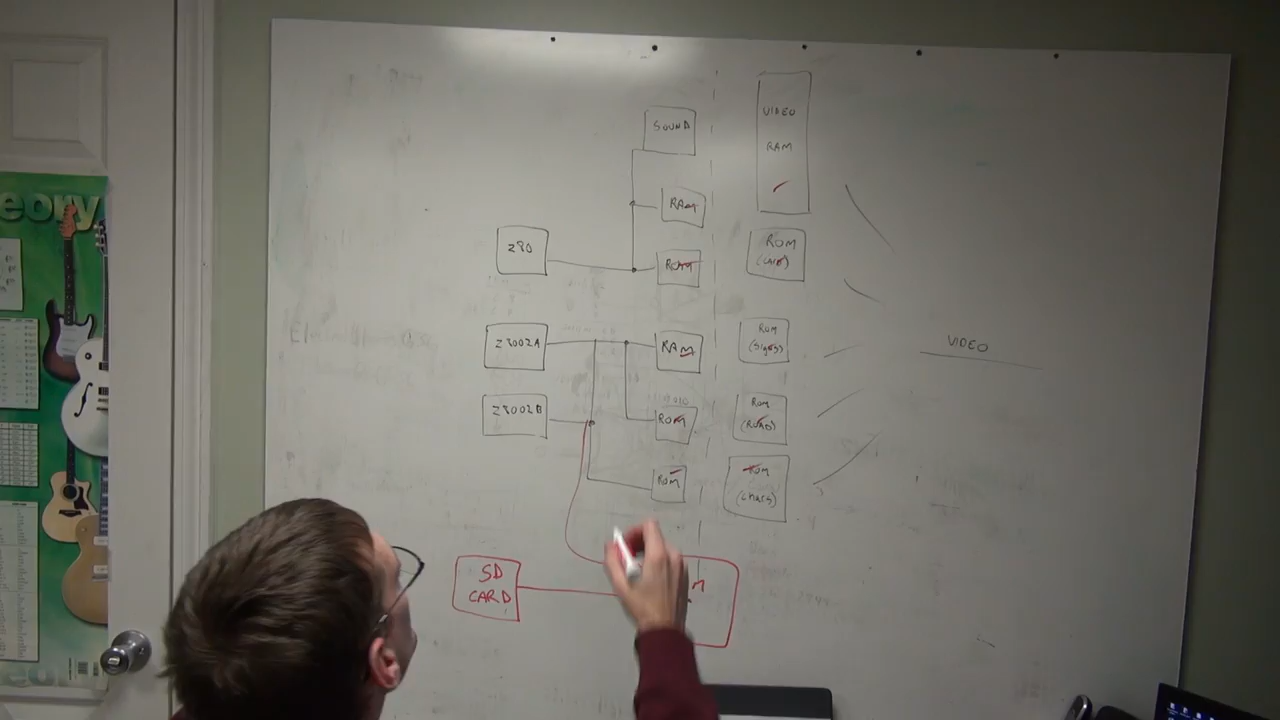 eory
SOUND
VIDEO
RAM
RAM
Z80
ROM
ROM
Z8002A
RAM
ROM
(SIGNS)
VIDEO
Z8002B
ROM
ROM
(ROAD)
ROM
ROM
(CHARS)
SD
CARD